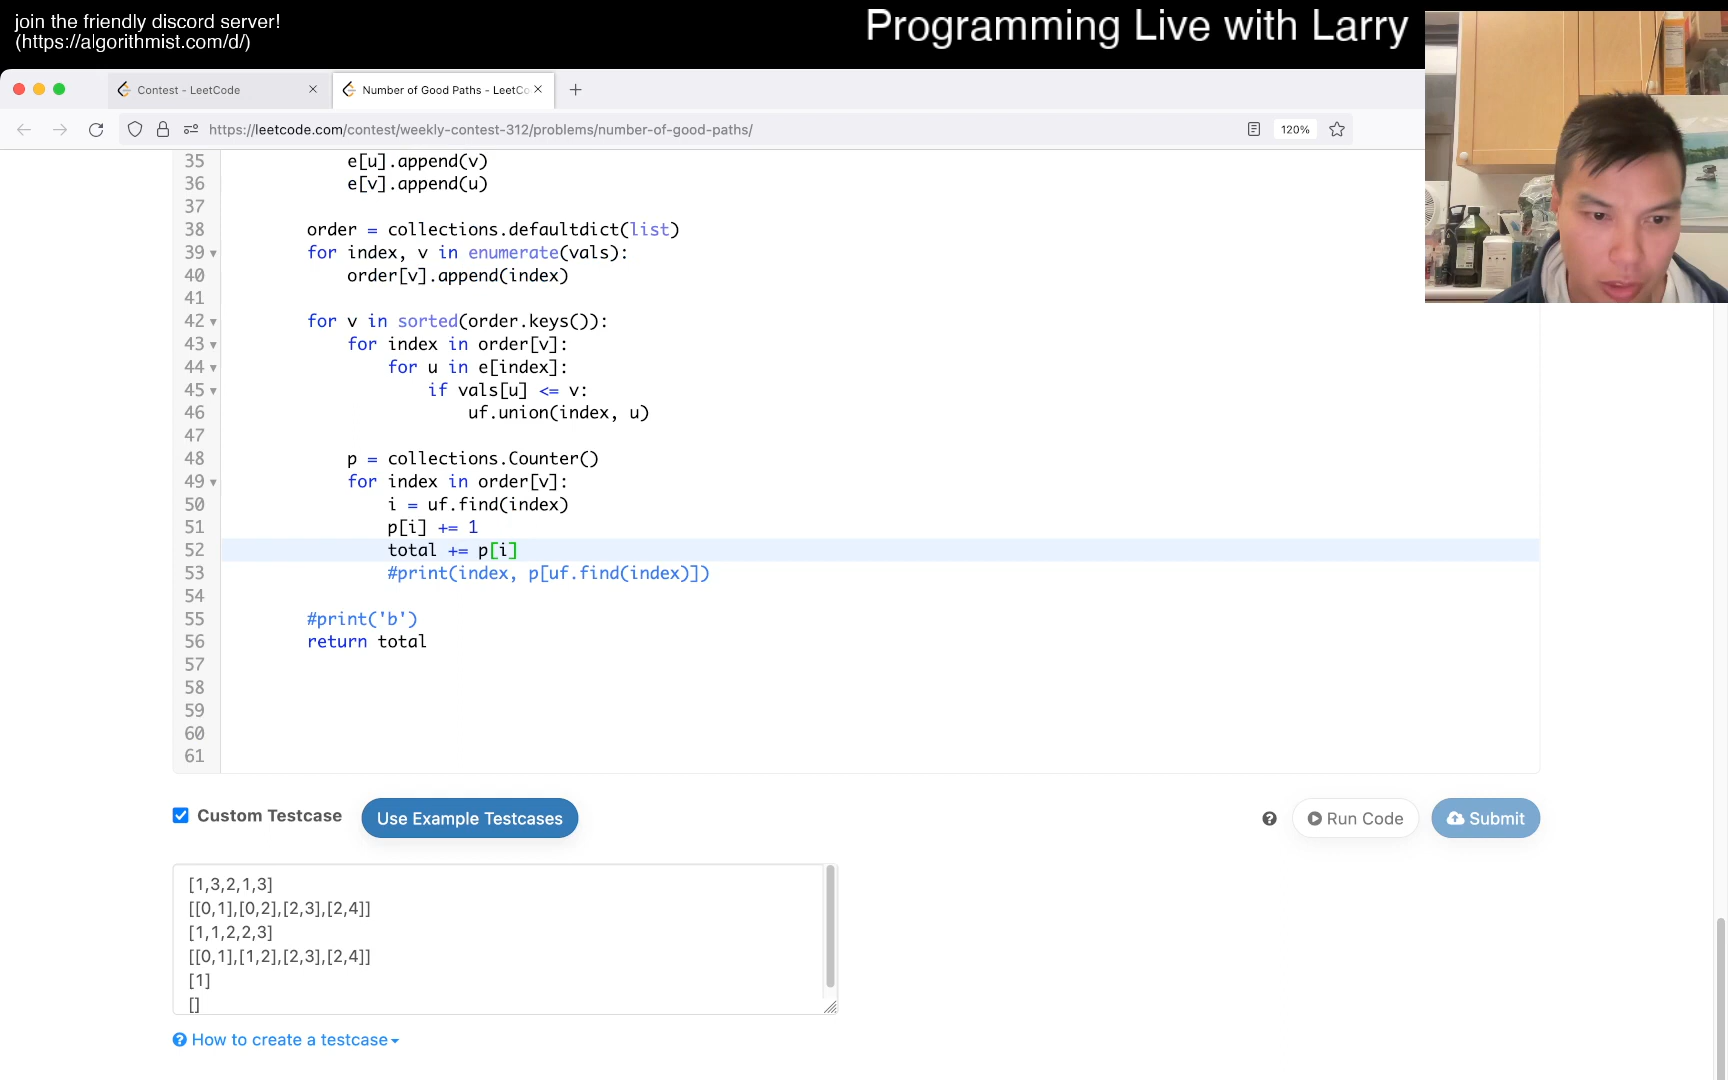 join the friendly discord server!
(https://algorithmist.com/d/)
Programming Live with Larry
Contest - LeetCode
Number of Good Paths - LeetCo
https://leetcode.com/contest/weekly-contest-312/problems/number-of-good-paths/
120%
35 e[u].append(v)
36 e[v].append(u)
37
38 order = collections.defaultdict(list)
39 for index, v in enumerate(vals):
40 order[v].append(index)
41
42 for v in sorted(order.keys()):
43 for index in order[v]:
44 for u in e[index]:
45 if vals[u] <= v:
46 uf.union(index, u)
47
48 p = collections.Counter()
49 for index in order[v]:
50 i = uf.find(index)
51 p[i] += 1
52 total += p[i]
53 #print(index, p[uf.find(index)])
54
55 #print('b')
56 return total
57
58
59
60
61
Custom Testcase
Use Example Testcases
Run Code
Submit
[1,3,2,1,3]
[[0,1],[0,2],[2,3],[2,4]]
[1,1,2,2,3]
[[0,1],[1,2],[2,3],[2,4]]
[1]
[]
How to create a testcase